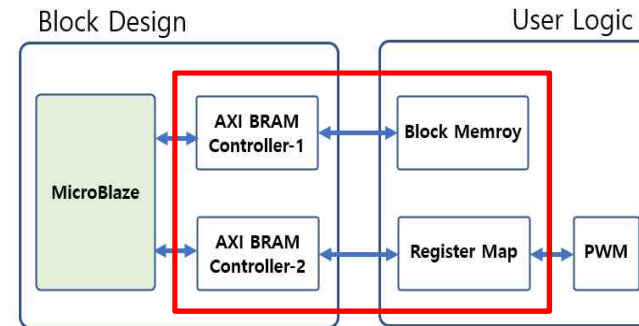 Block Design
User Logic
AXI BRAM
Controller-1
Block Memroy
MicroBlaze
AXI BRAM
Controller-2
Register Map
PWM